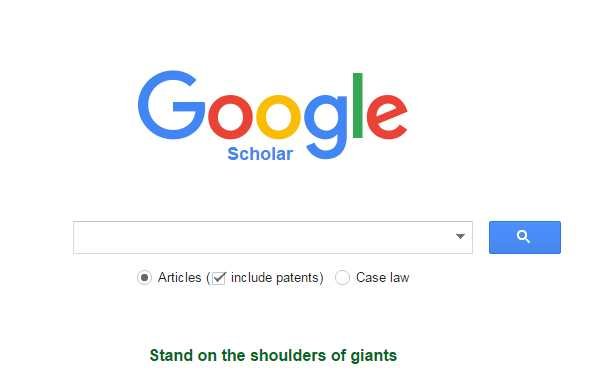 Google
Scholar
Articles (include patents) Case law
Stand on the shoulders of giants